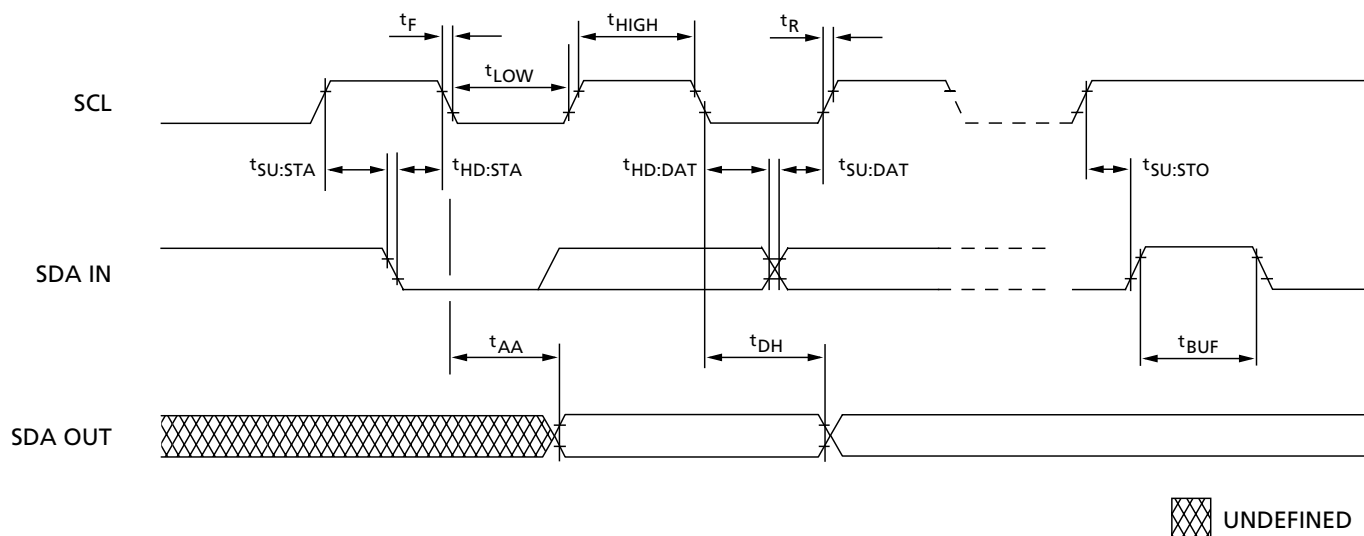 tF
tHIGH
tR
tLOW
SCL
tSU:STA
tHD:STA
tHD:DAT
tSU:DAT
tSU:STO
SDA IN
tAA
tDH
tBUF
SDA OUT
UNDEFINED